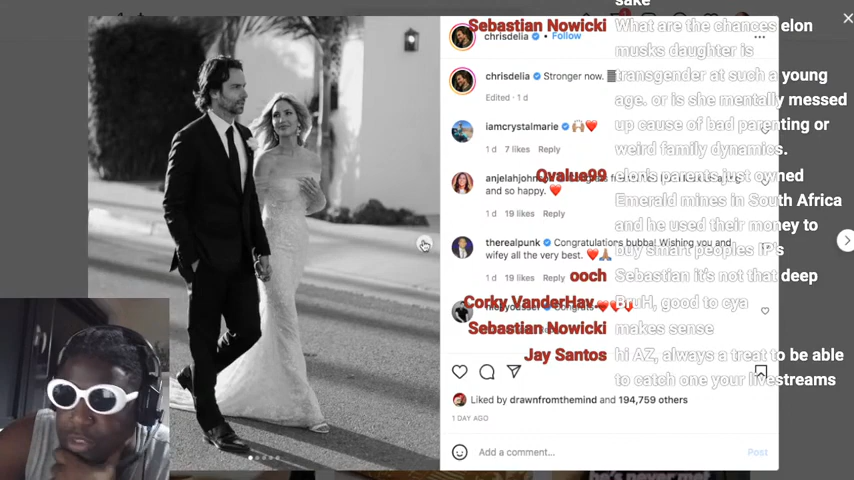 sake
Sebastian Nowicki What are the chances elon
musks daughter is
transgender at such a young
age. or is she mentally messed
up cause of bad parenting or
weird family dynamics.
Qvalue99 elon's parents just owned
Emerald mines in South Africa
and he used their money to
buy smart peoples IP's
ooch Sebastian it's not that deep
Corky VanderHav BruH, good to cya
Sebastian Nowicki makes sense
Jay Santos hi AZ, always a treat to be able
to catch one your livestreams
chrisdelia • Follow
chrisdelia Stronger now.
Edited · 1 d
iamcrystalmarie
1 d 7 likes Reply
and so happy.
1 d 19 likes Reply
therealpunk Congratulations bubba! Wishing you and
wifey all the very best.
1 d 19 likes Reply
Liked by drawnfromthemind and 194,759 others
1 DAY AGO
Add a comment... Post